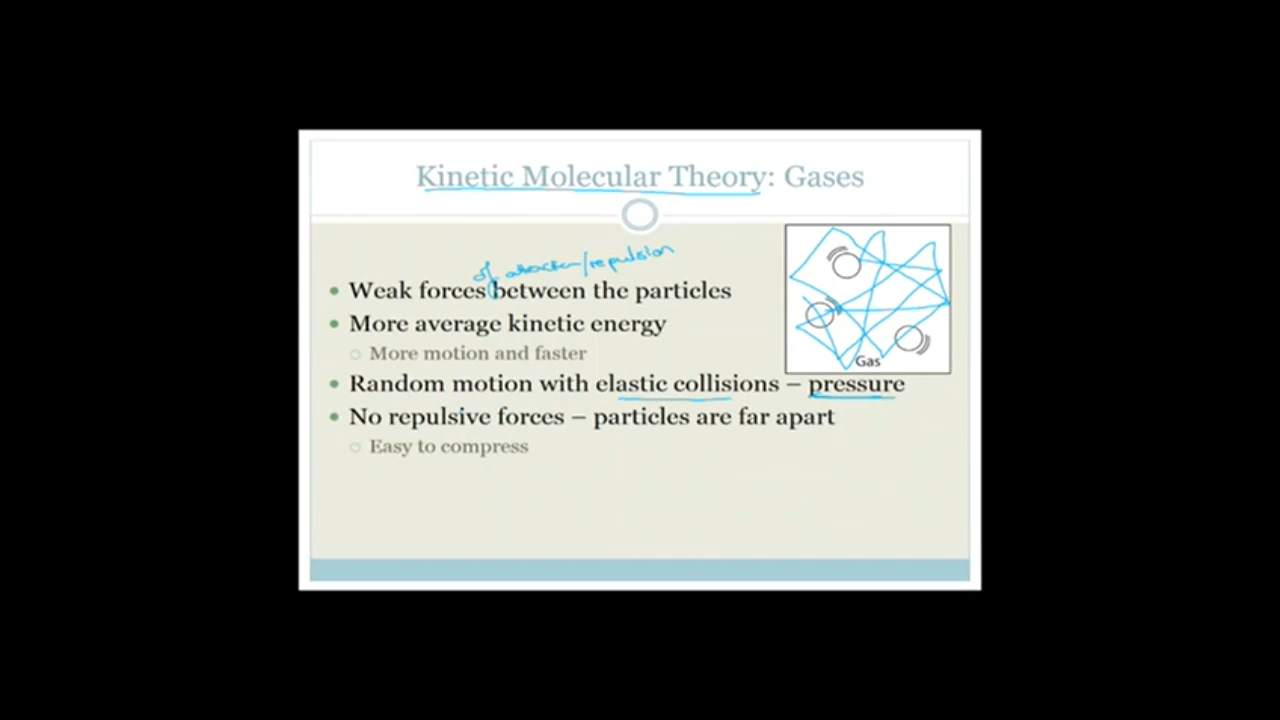 Kinetic Molecular Theory: Gases
of attraction/repulsion
Weak forces between the particles
More average kinetic energy
More motion and faster
Gas
Random motion with elastic collisions – pressure
No repulsive forces – particles are far apart
Easy to compress